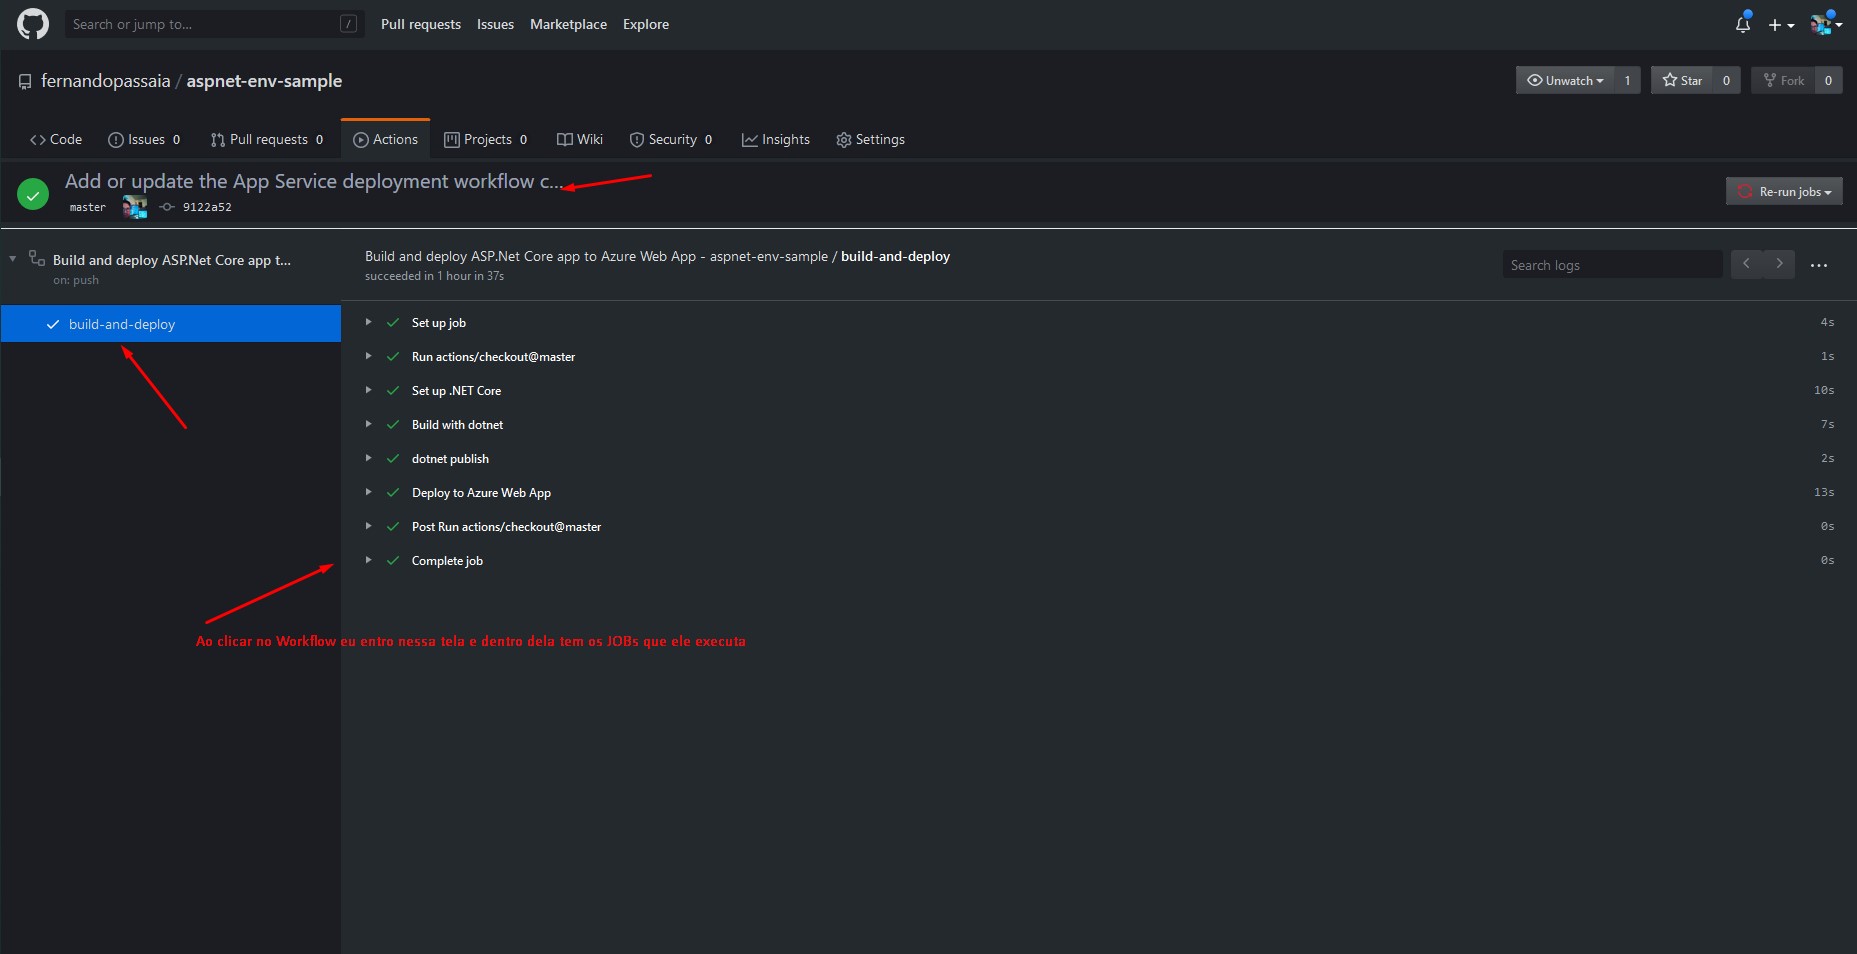 Search or jump to... /
Pull requests Issues Marketplace Explore
fernandopassaia / aspnet-env-sample
Unwatch 1 Star 0 Fork 0
Code Issues 0 Pull requests 0 Actions Projects 0 Wiki Security 0 Insights Settings
Add or update the App Service deployment workflow c...
master 9122a52
Re-run jobs
Build and deploy ASP.Net Core app t...
on: push
build-and-deploy
Build and deploy ASP.Net Core app to Azure Web App - aspnet-env-sample / build-and-deploy
succeeded in 1 hour in 37s
Search logs
Set up job 4s
Run actions/checkout@master 1s
Set up .NET Core 10s
Build with dotnet 7s
dotnet publish 2s
Deploy to Azure Web App 13s
Post Run actions/checkout@master 0s
Complete job 0s
Ao clicar no Workflow eu entro nessa tela e dentro dela tem os JOBs que ele executa